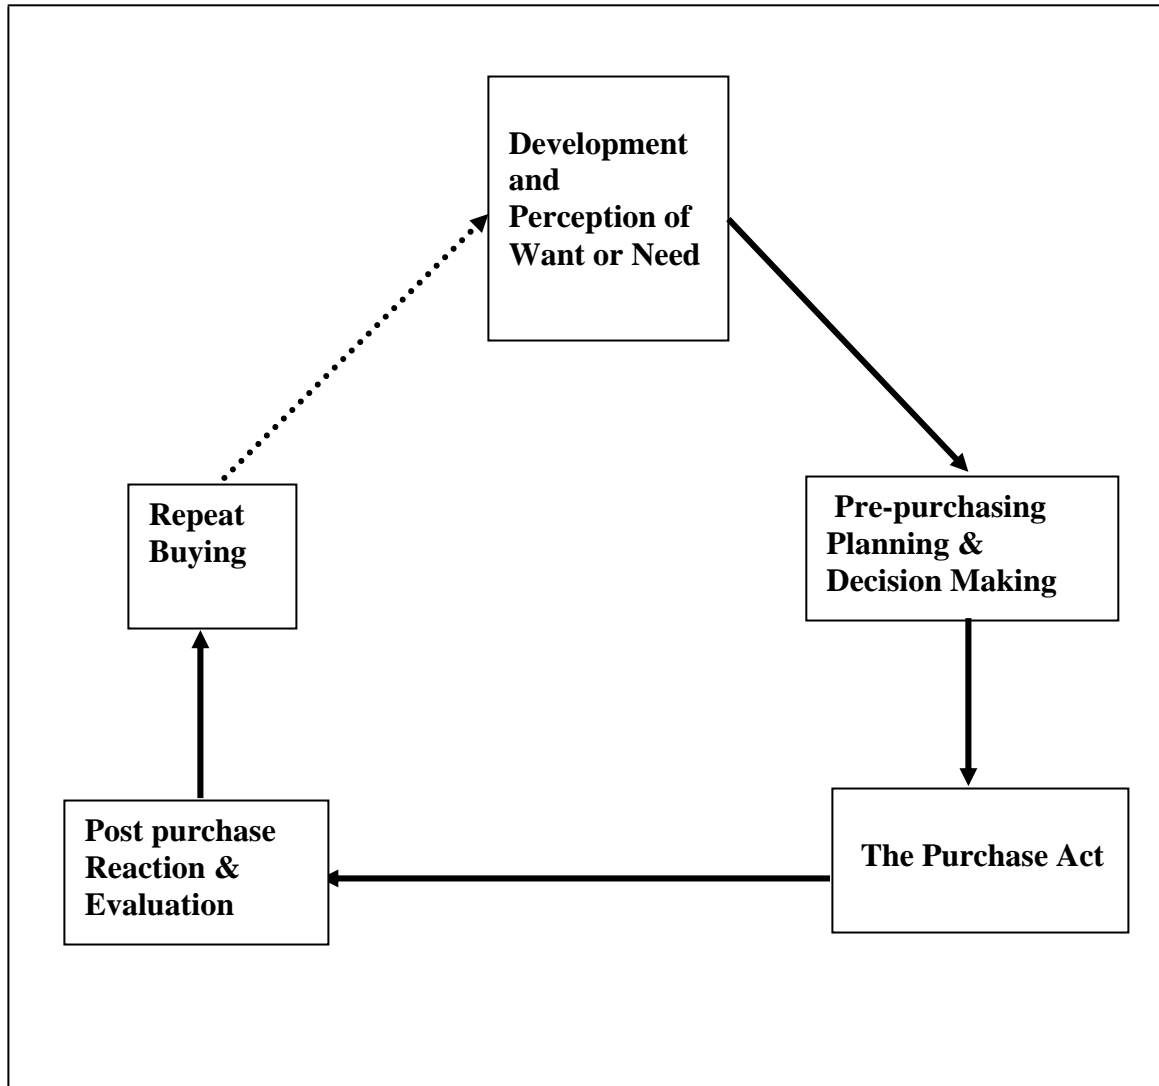 Development
and
Perception of
Want or Need
Pre-purchasing
Planning &
Decision Making
The Purchase Act
Post purchase
Reaction &
Evaluation
Repeat
Buying